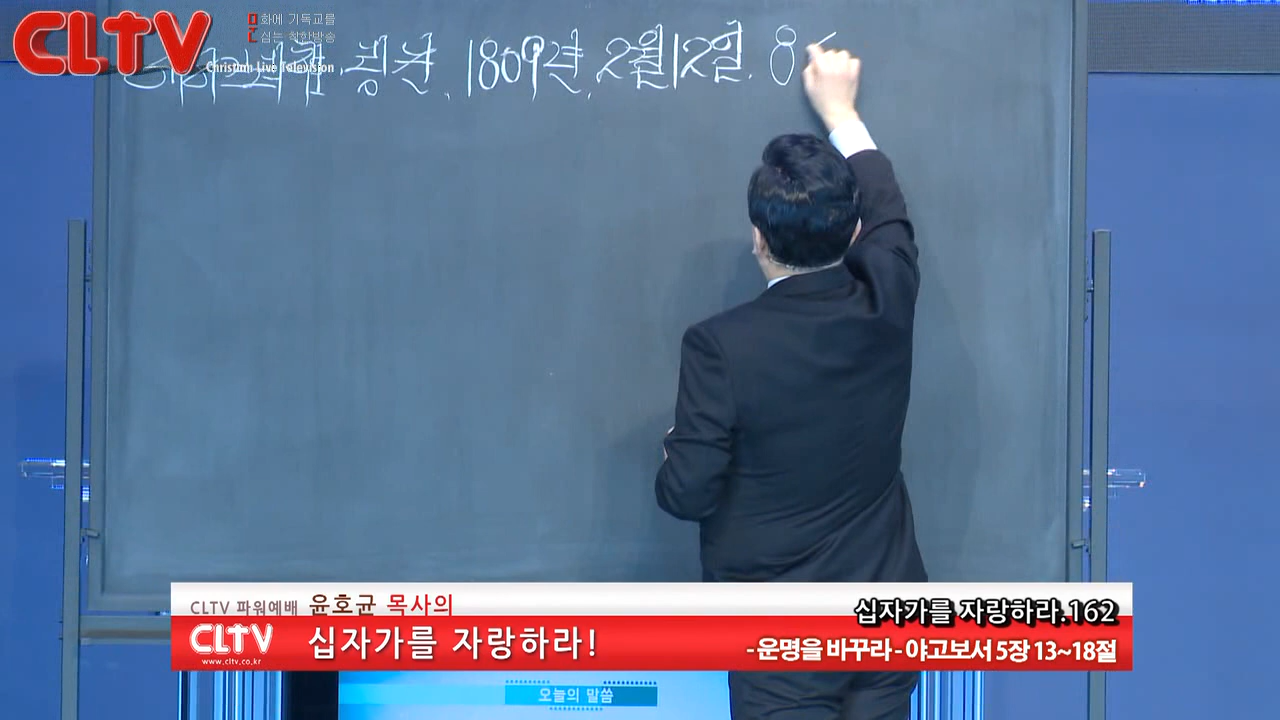 CLTV
문화에 기독교를
심는 착한방송
Christian Live Television
1809년. 2월12일. 8
CLTV 파워예배 윤호균 목사의
십자가를 자랑하라.162
CLTV
www.cltv.co.kr
십자가를 자랑하라!
- 운명을 바꾸라 - 야고보서 5장 13~18절
오늘의 말씀